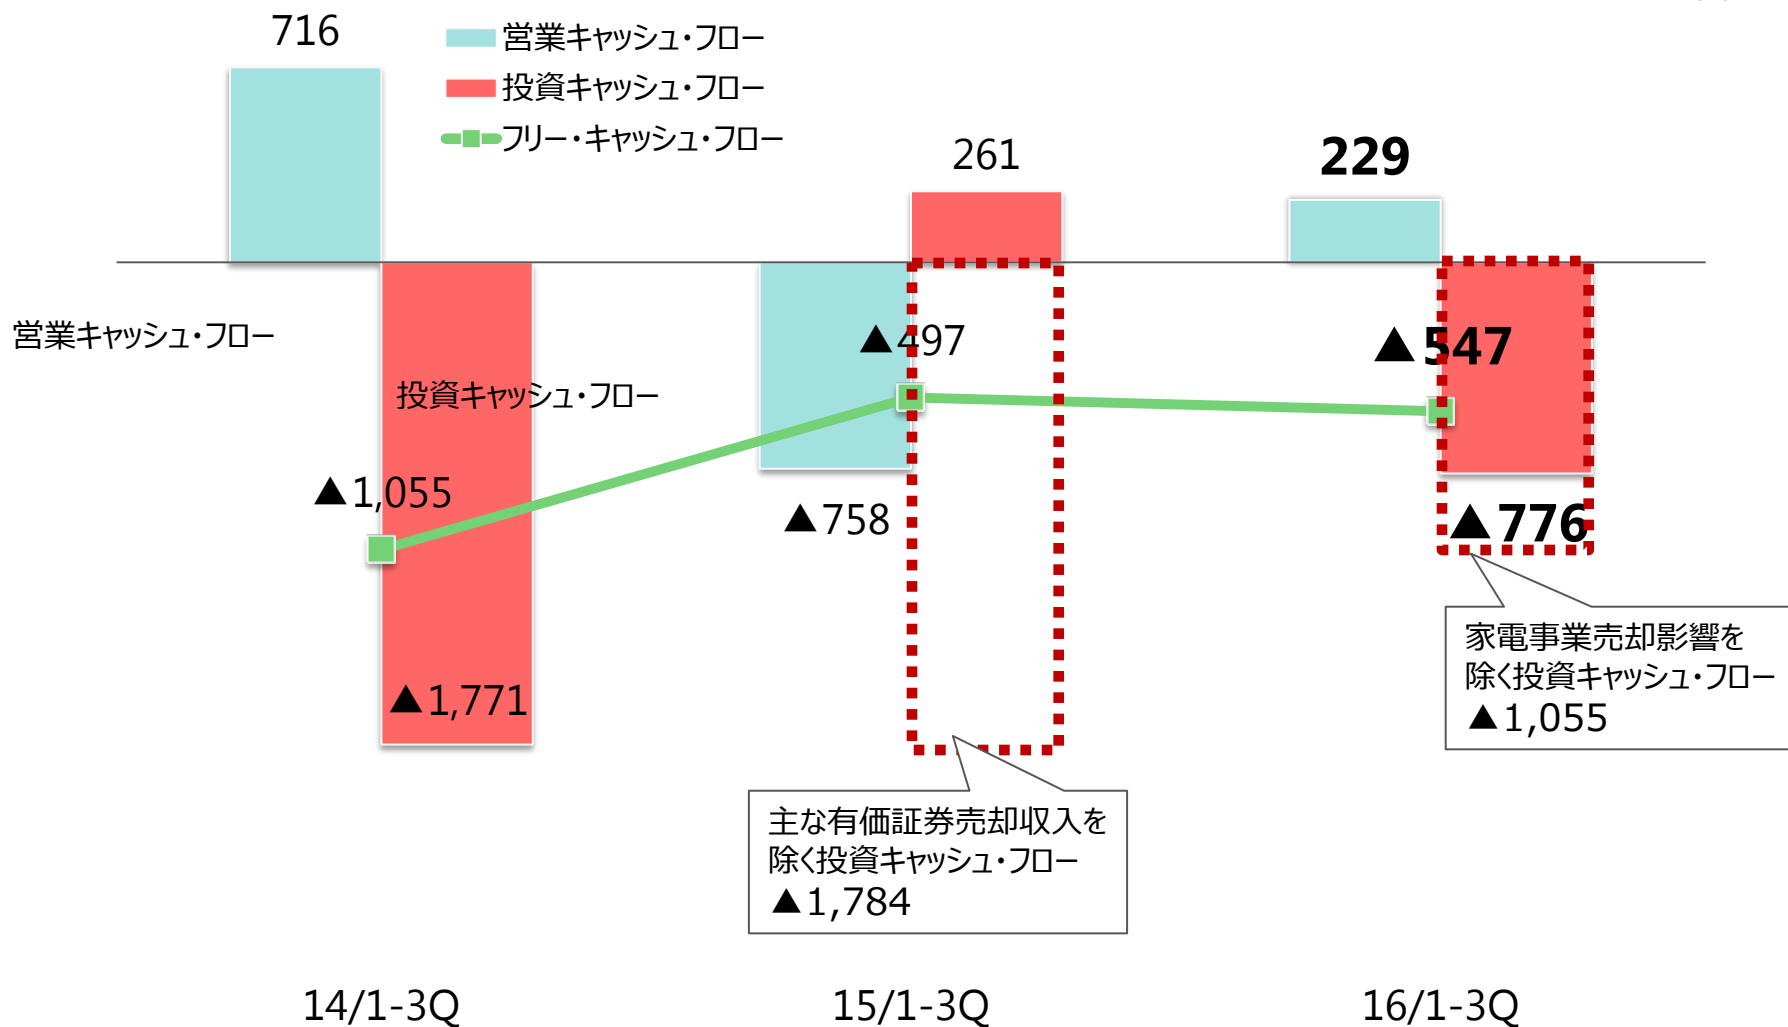 716
営業キャッシュ・フロー
投資キャッシュ・フロー
フリー・キャッシュ・フロー
261
229
営業キャッシュ・フロー
▲497
▲547
投資キャッシュ・フロー
▲1,055
▲758
▲776
▲1,771
家電事業売却影響を
除く投資キャッシュ・フロー
▲1,055
主な有価証券売却収入を
除く投資キャッシュ・フロー
▲1,784
14/1-3Q
15/1-3Q
16/1-3Q